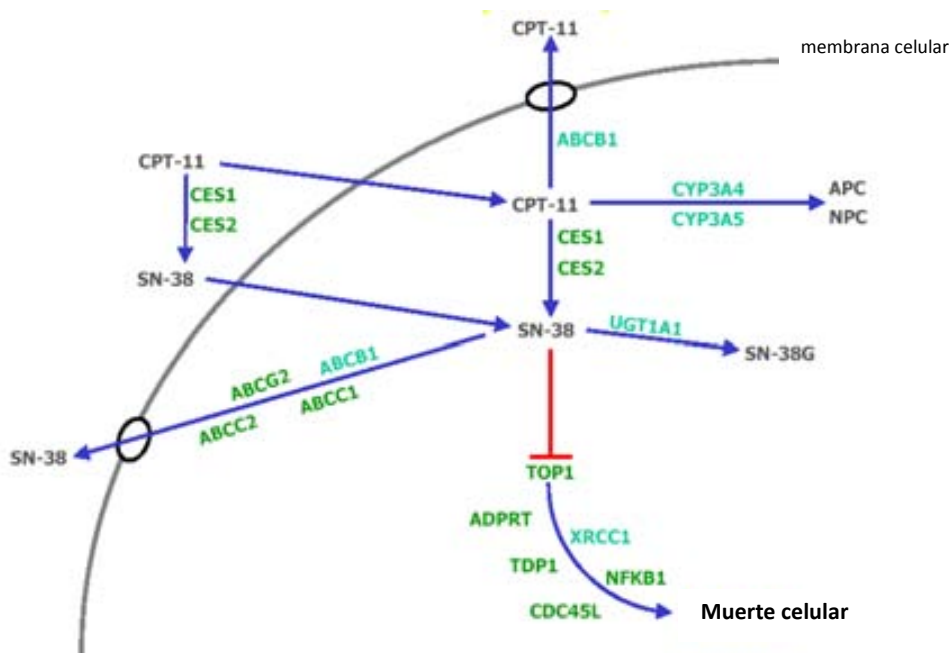 CPT-11
membrana celular
ABCB1
CPT-11
CES1
CES2
CPT-11
CYP3A4
CYP3A5
APC
NPC
CES1
CES2
SN-38
SN-38
UGT1A1
SN-38G
ABCG2
ABCB1
ABCC2
ABCC1
SN-38
TOP1
ADPRT
XRCC1
TDP1
NFKB1
CDC45L
Muerte celular